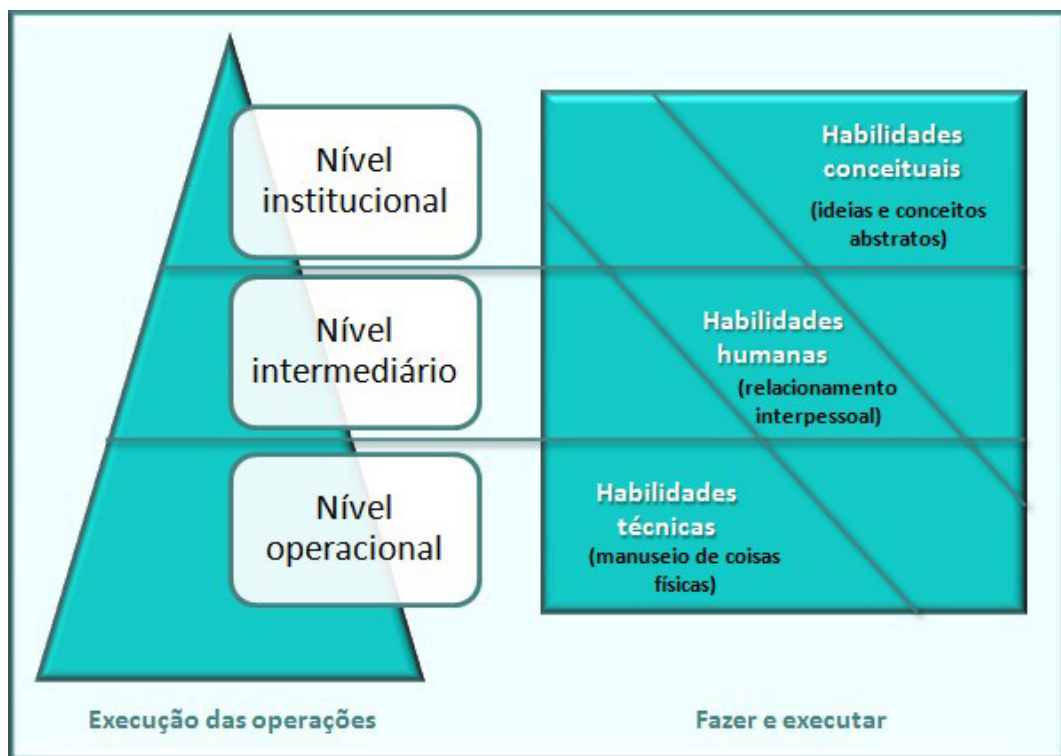 Nível
institucional
Habilidades
conceituais
(ideias e conceitos
abstratos)
Nível
intermediário
Habilidades
humanas
(relacionamento
interpessoal)
Nível
operacional
Habilidades
técnicas
(manuseio de coisas
físicas)
Execução das operações
Fazer e executar